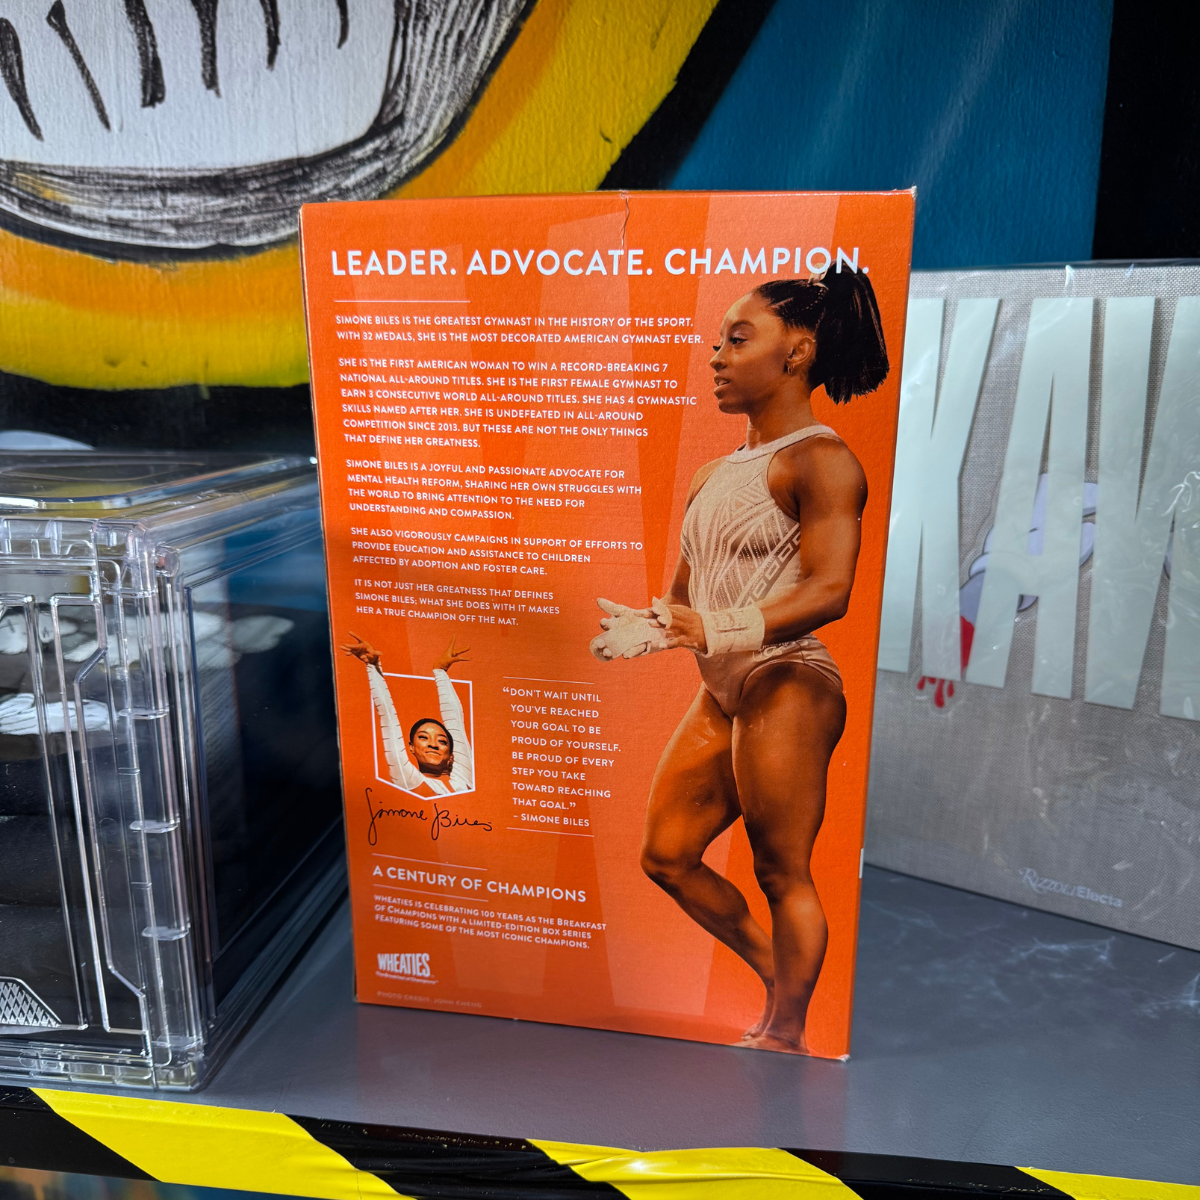 LEADER. ADVOCATE. CHAMPION.
SIMONE BILES IS THE GREATEST GYMNAST IN THE HISTORY OF THE SPORT.
WITH 32 MEDALS, SHE IS THE MOST DECORATED AMERICAN GYMNAST EVER.
SHE IS THE FIRST AMERICAN WOMAN TO WIN A RECORD-BREAKING 7
NATIONAL ALL-AROUND TITLES. SHE IS THE FIRST FEMALE GYMNAST TO
EARN 3 CONSECUTIVE WORLD ALL-AROUND TITLES. SHE HAS 4 GYMNASTIC
SKILLS NAMED AFTER HER. SHE IS UNDEFEATED IN ALL-AROUND
COMPETITION SINCE 2013. BUT THESE ARE NOT THE ONLY THINGS
THAT DEFINE HER GREATNESS.
SIMONE BILES IS A JOYFUL AND PASSIONATE ADVOCATE FOR
MENTAL HEALTH REFORM, SHARING HER OWN STRUGGLES WITH
THE WORLD TO BRING ATTENTION TO THE NEED FOR
UNDERSTANDING AND COMPASSION.
SHE ALSO VIGOROUSLY CAMPAIGNS IN SUPPORT OF EFFORTS TO
PROVIDE EDUCATION AND ASSISTANCE TO CHILDREN
AFFECTED BY ADOPTION AND FOSTER CARE.
IT IS NOT JUST HER GREATNESS THAT DEFINES
SIMONE BILES; WHAT SHE DOES WITH IT MAKES
HER A TRUE CHAMPION OFF THE MAT.
"DON'T WAIT UNTIL
YOU'VE REACHED
YOUR GOAL TO BE
PROUD OF YOURSELF.
BE PROUD OF EVERY
STEP YOU TAKE
TOWARD REACHING
THAT GOAL."
– SIMONE BILES
Simone Biles
A CENTURY OF CHAMPIONS
WHEATIES IS CELEBRATING 100 YEARS AS THE BREAKFAST
OF CHAMPIONS WITH A LIMITED-EDITION BOX SERIES
FEATURING SOME OF THE MOST ICONIC CHAMPIONS.
WHEATIES
The Breakfast of Champions
PHOTO CREDIT: JOHN CHENG
KAW
RizzoliElecta